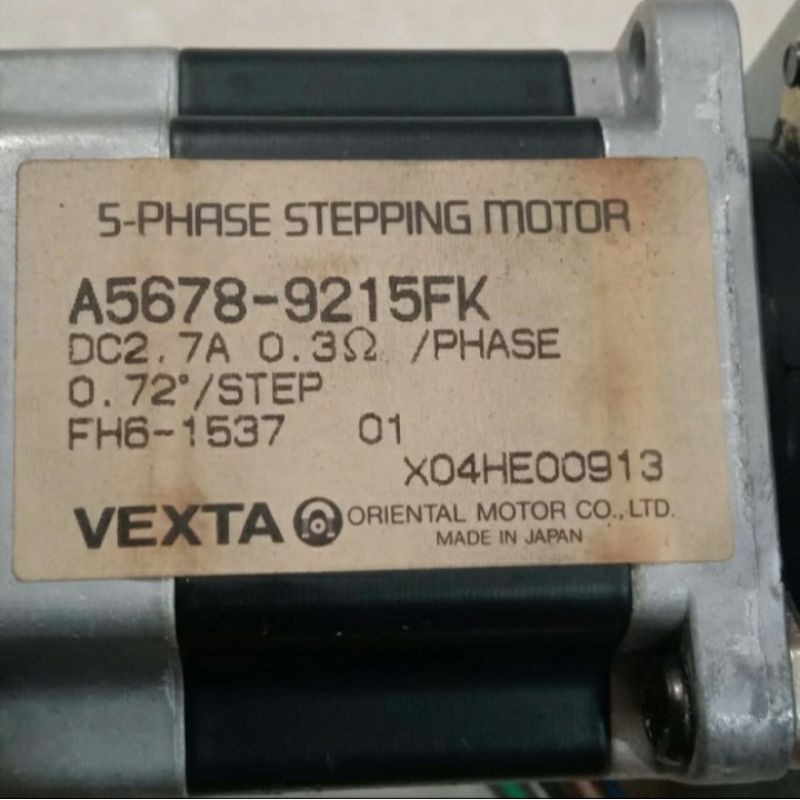 5-PHASE STEPPING MOTOR
A5678-9215FK
DC2.7A 0.3Ω /PHASE
0.72°/STEP
FH6-1537 01
X04HE00913
VEXTA ORIENTAL MOTOR CO.,LTD.
MADE IN JAPAN